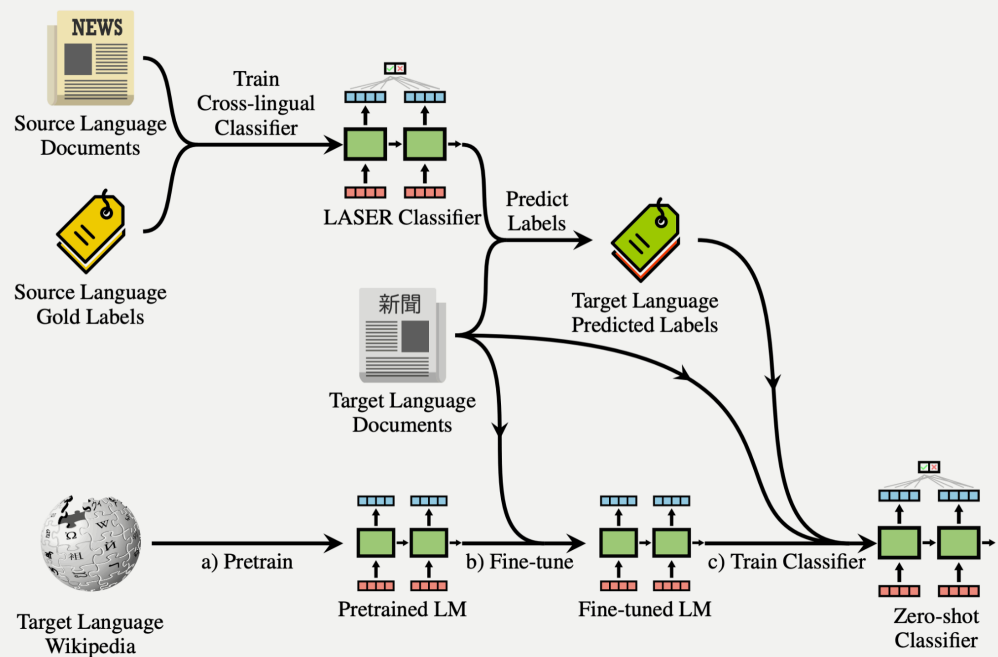 NEWS
Source Language
Documents
Train
Cross-lingual
Classifier
LASER Classifier
Source Language
Gold Labels
Predict
Labels
新聞
Target Language
Documents
Target Language
Predicted Labels
Target Language
Wikipedia
a) Pretrain
Pretrained LM
b) Fine-tune
Fine-tuned LM
c) Train Classifier
Zero-shot
Classifier